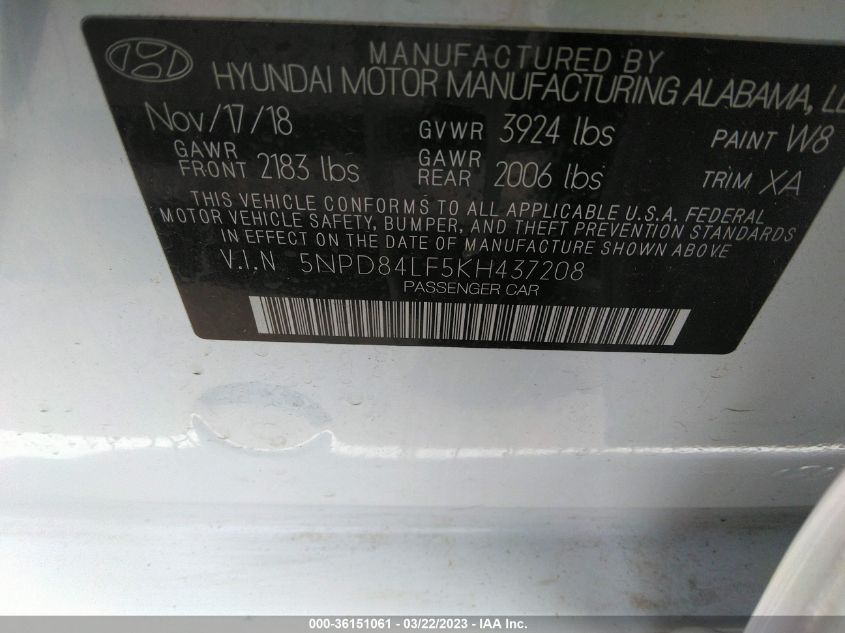 MANUFACTURED BY
HYUNDAI MOTOR MANUFACTURING ALABAMA, LL
Nov/17/18 GVWR 3924 lbs PAINT W8
GAWR FRONT 2183 lbs GAWR REAR 2006 lbs TRIM XA
THIS VEHICLE CONFORMS TO ALL APPLICABLE U.S.A. FEDERAL
MOTOR VEHICLE SAFETY, BUMPER, AND THEFT PREVENTION STANDARDS
IN EFFECT ON THE DATE OF MANUFACTURE SHOWN ABOVE
V.I.N 5NPD84LF5KH437208
PASSENGER CAR
000-36151061 - 03/22/2023 - IAA Inc.